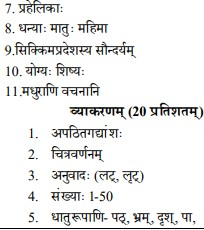 7. प्रहेलिकाः
8. धन्याः मातुः महिमा
9.सिक्किमप्रदेशस्य सौन्दर्यम्
10. योग्यः शिष्यः
11.मधुराणि वचनानि
व्याकरणम् (20 प्रतिशतम्)
1. अपठितगद्यांशः
2. चित्रवर्णनम्
3. अनुवादः (लट्, लृट्)
4. संख्याः 1-50
5. धातुरूपाणि- पठ्, भ्रम्, दृश्, पा,